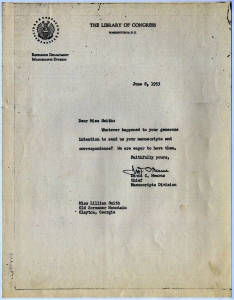 THE LIBRARY OF CONGRESS
WASHINGTON 25, D. C.
REFERENCE DEPARTMENT
MANUSCRIPTS DIVISION
June 8, 1953
Dear Miss Smith:
Whatever happened to your generous
intention to send us your manuscripts and
correspondence? We are eager to have them.
Faithfully yours,
David C. Mearns
Chief
Manuscripts Division
Miss Lillian Smith
Old Screamer Mountain
Clayton, Georgia